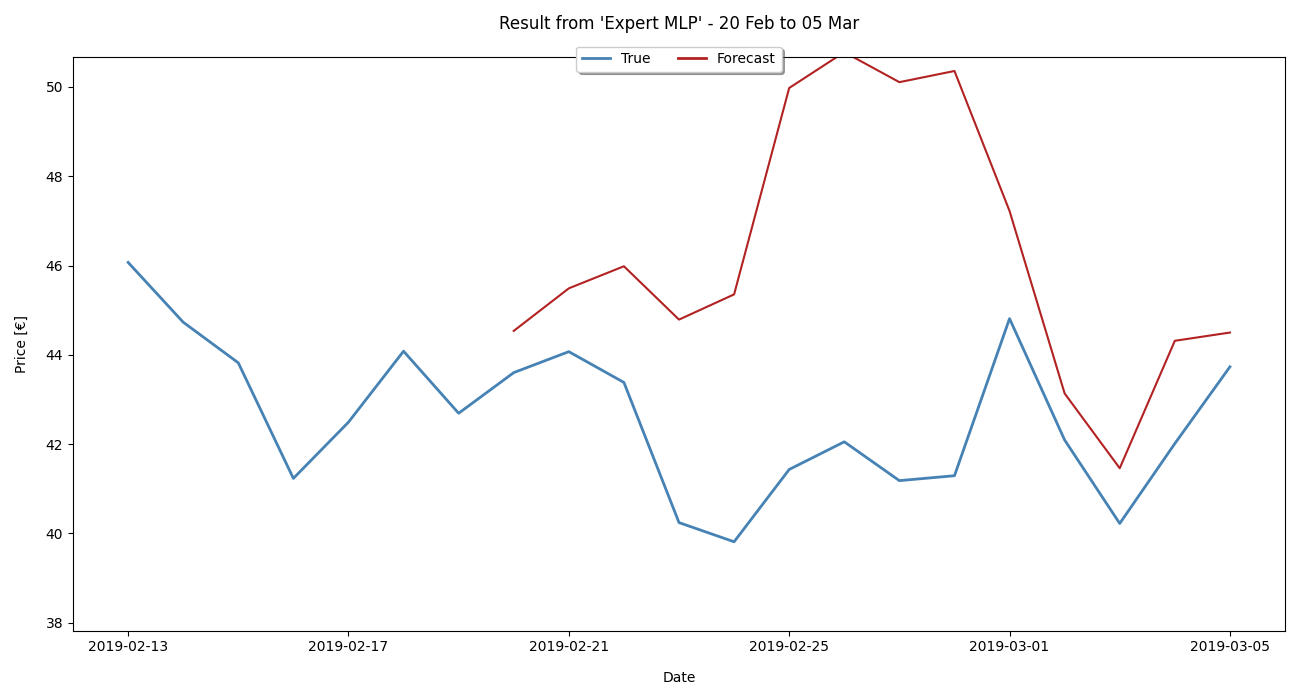 Result from 'Expert MLP' - 20 Feb to 05 Mar
True Forecast
50
48
46
44
42
40
38
Price [€]
2019-02-13 2019-02-17 2019-02-21 2019-02-25 2019-03-01 2019-03-05
Date